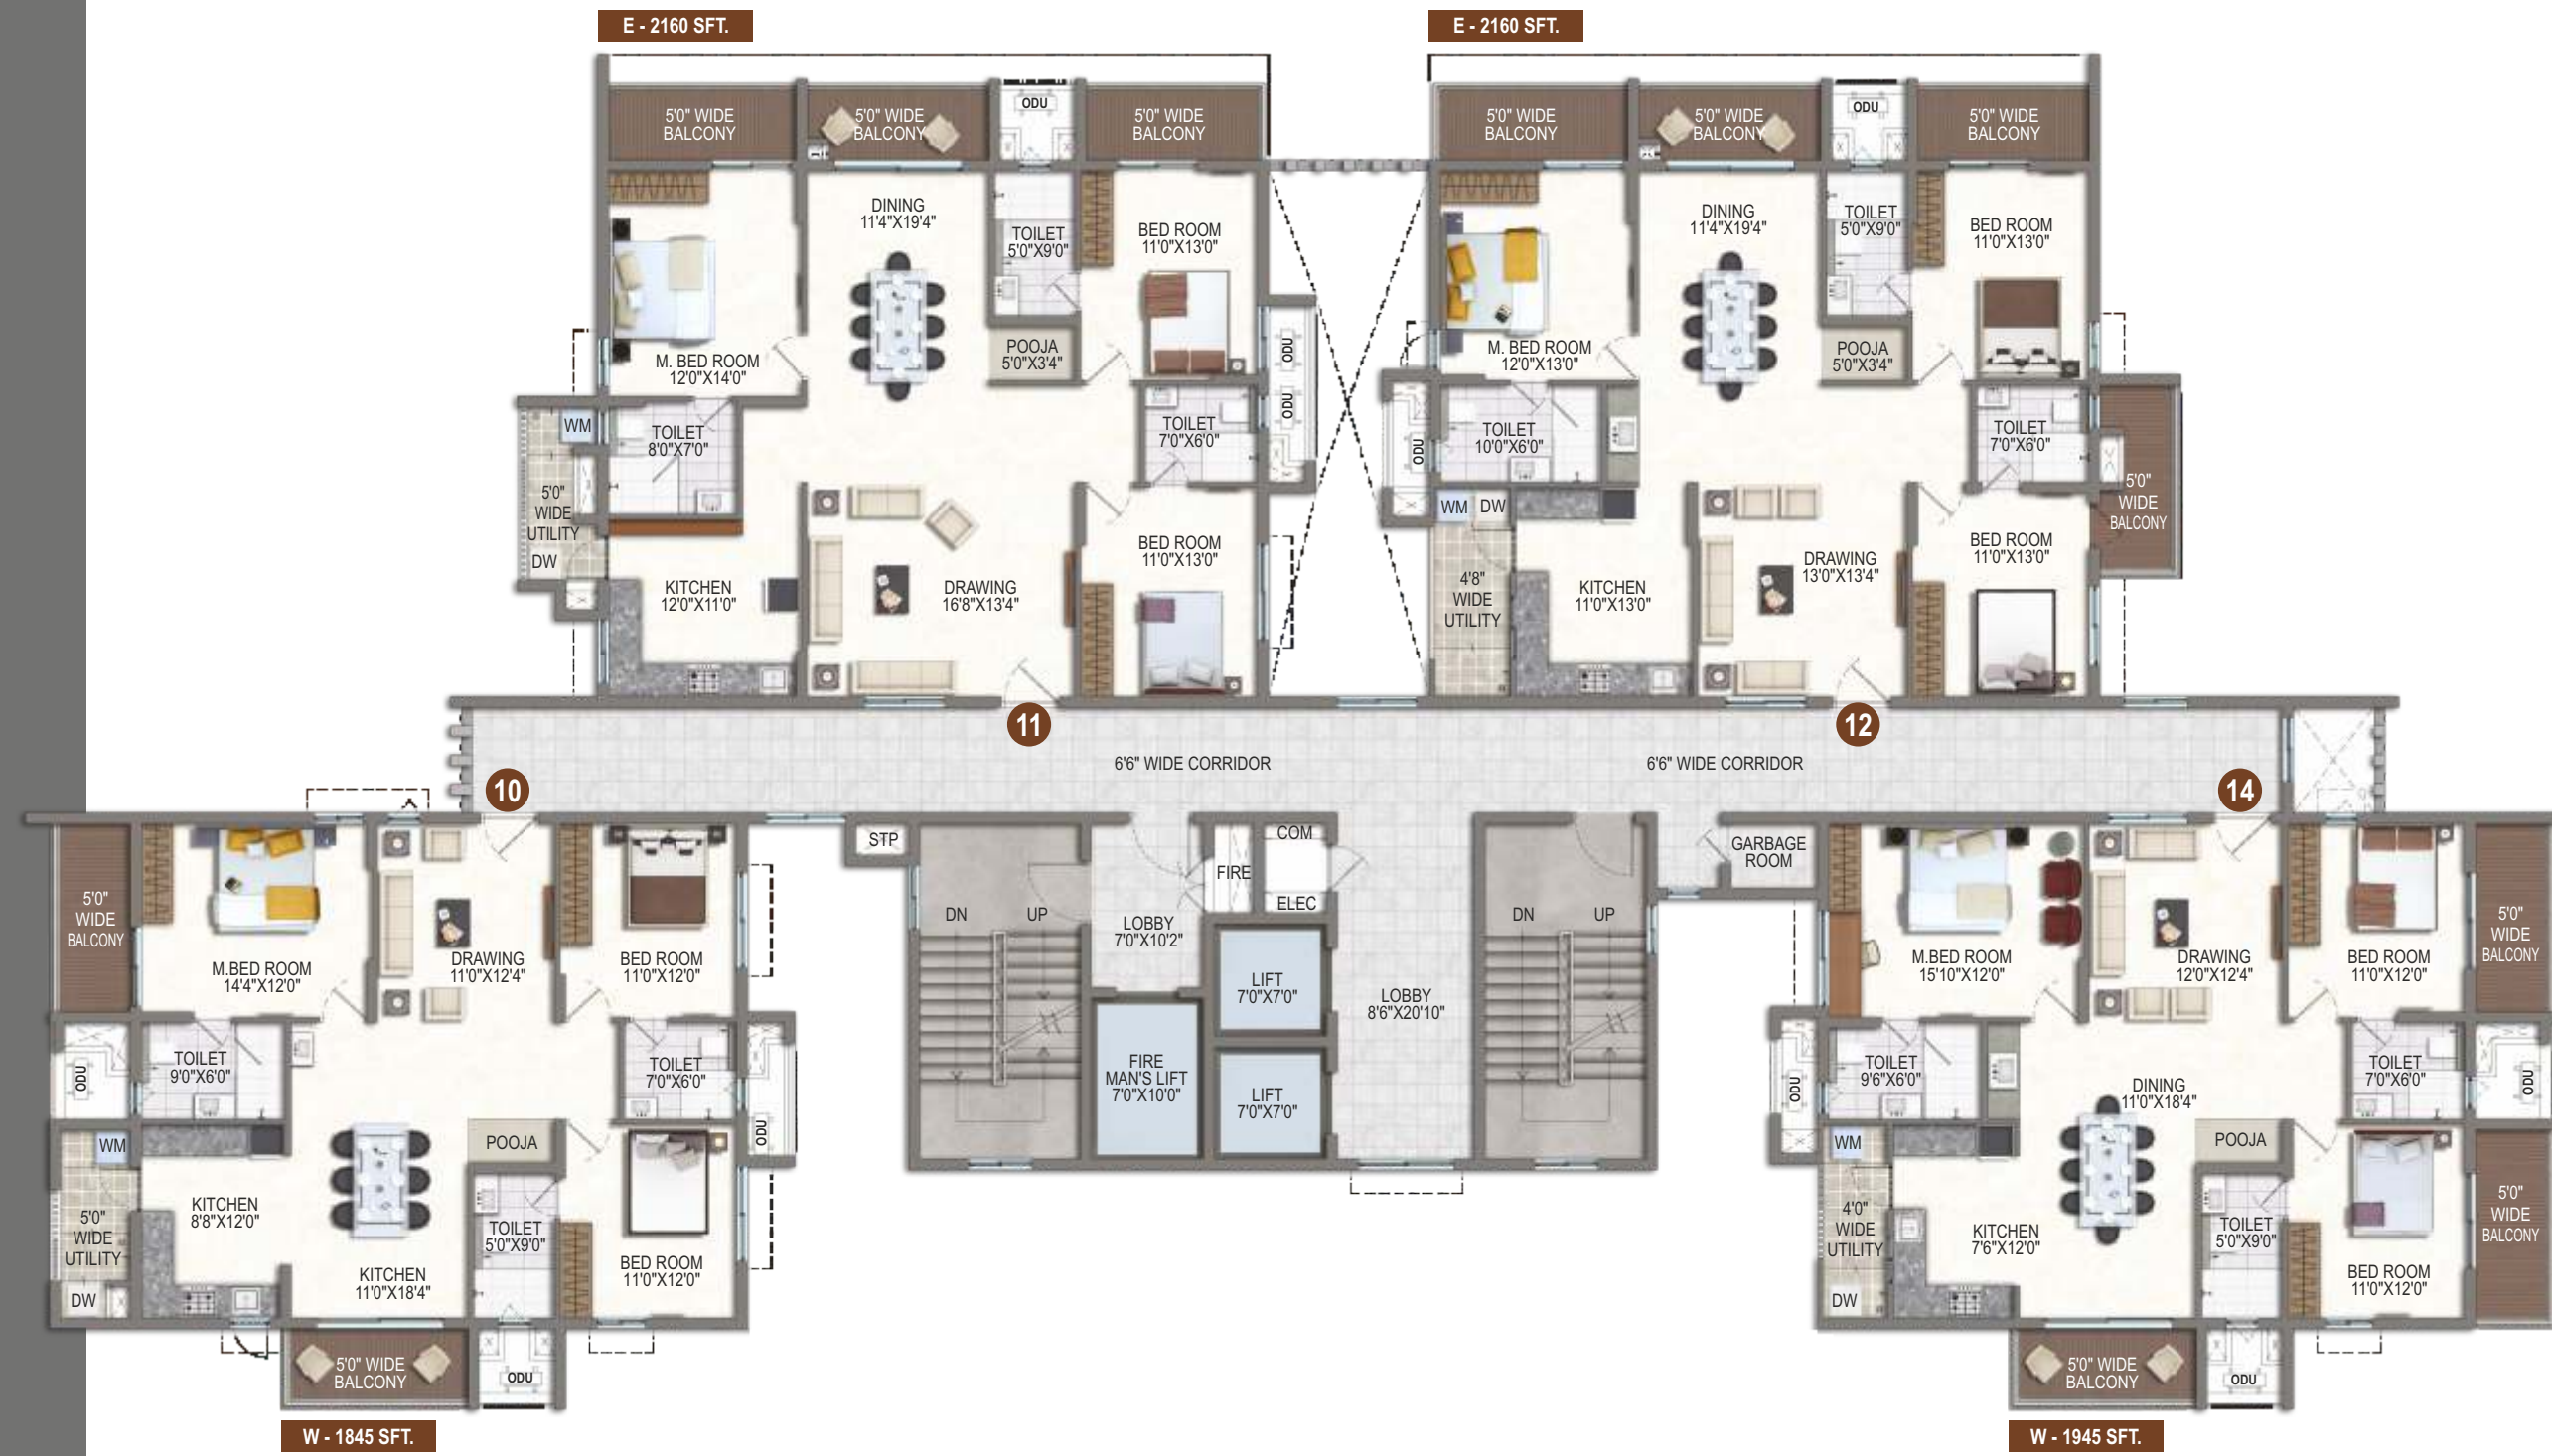 E - 2160 SFT.
E - 2160 SFT.
5'0" WIDE
BALCONY
5'0" WIDE
BALCONY
ODU
5'0" WIDE
BALCONY
DINING
11'4"X19'4"
TOILET
5'0"X9'0"
BED ROOM
11'0"X13'0"
POOJA
5'0"X3'4"
M. BED ROOM
12'0"X14'0"
ODU
ODU
WM
TOILET
8'0"X7'0"
TOILET
7'0"X6'0"
5'0"
WIDE
UTILITY
DW
KITCHEN
12'0"X11'0"
DRAWING
16'8"X13'4"
BED ROOM
11'0"X13'0"
11
5'0" WIDE
BALCONY
5'0" WIDE
BALCONY
ODU
5'0" WIDE
BALCONY
DINING
11'4"X19'4"
TOILET
5'0"X9'0"
BED ROOM
11'0"X13'0"
M. BED ROOM
12'0"X13'0"
POOJA
5'0"X3'4"
ODU
TOILET
10'0"X6'0"
TOILET
7'0"X6'0"
5'0"
WIDE
BALCONY
WM
DW
4'8"
WIDE
UTILITY
KITCHEN
11'0"X13'0"
DRAWING
13'0"X13'4"
BED ROOM
11'0"X13'0"
12
6'6" WIDE CORRIDOR
6'6" WIDE CORRIDOR
10
14
5'0"
WIDE
BALCONY
M.BED ROOM
14'4"X12'0"
DRAWING
11'0"X12'4"
BED ROOM
11'0"X12'0"
ODU
TOILET
9'0"X6'0"
TOILET
7'0"X6'0"
ODU
WM
POOJA
5'0"
WIDE
UTILITY
DW
KITCHEN
8'8"X12'0"
KITCHEN
11'0"X18'4"
TOILET
5'0"X9'0"
BED ROOM
11'0"X12'0"
5'0" WIDE
BALCONY
ODU
STP
DN
UP
LOBBY
7'0"X10'2"
FIRE
COM
ELEC
LIFT
7'0"X7'0"
FIRE
MAN'S LIFT
7'0"X10'0"
LIFT
7'0"X7'0"
LOBBY
8'6"X20'10"
DN
UP
GARBAGE
ROOM
M.BED ROOM
15'10"X12'0"
DRAWING
12'0"X12'4"
BED ROOM
11'0"X12'0"
5'0"
WIDE
BALCONY
ODU
TOILET
9'6"X6'0"
DINING
11'0"X18'4"
TOILET
7'0"X6'0"
ODU
WM
POOJA
4'0"
WIDE
UTILITY
DW
KITCHEN
7'6"X12'0"
TOILET
5'0"X9'0"
BED ROOM
11'0"X12'0"
5'0"
WIDE
BALCONY
5'0" WIDE
BALCONY
ODU
W - 1845 SFT.
W - 1945 SFT.